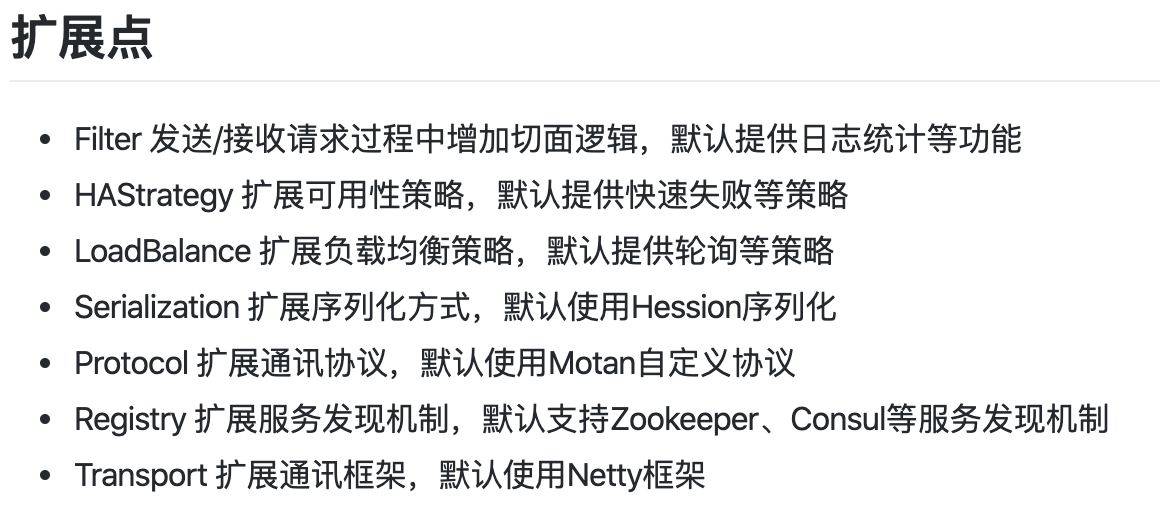 扩展点
• Filter 发送/接收请求过程中增加切面逻辑，默认提供日志统计等功能
• HAStrategy 扩展可用性策略，默认提供快速失败等策略
• LoadBalance 扩展负载均衡策略，默认提供轮询等策略
• Serialization 扩展序列化方式，默认使用Hession序列化
• Protocol 扩展通讯协议，默认使用Motan自定义协议
• Registry 扩展服务发现机制，默认支持Zookeeper、Consul等服务发现机制
• Transport 扩展通讯框架，默认使用Netty框架